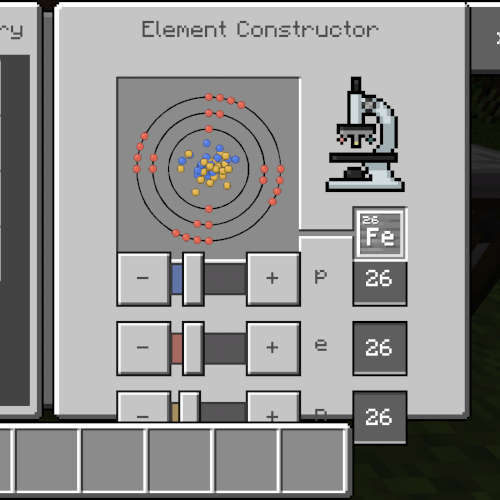 ry
Element Constructor
26
Fe
- + p 26
- + e 26
- + n 26